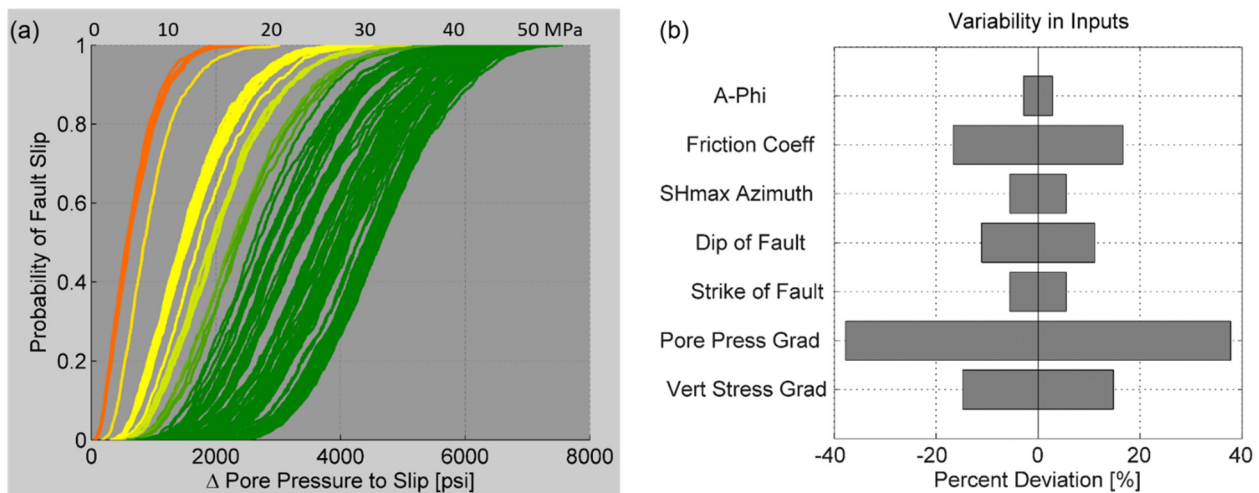 (a)
0 10 20 30 40 50 MPa
1
0.8
0.6
0.4
0.2
0
Probability of Fault Slip
0 2000 4000 6000 8000
Δ Pore Pressure to Slip [psi]
(b)
Variability in Inputs
A-Phi
Friction Coeff
SHmax Azimuth
Dip of Fault
Strike of Fault
Pore Press Grad
Vert Stress Grad
-40 -20 0 20 40
Percent Deviation [%]